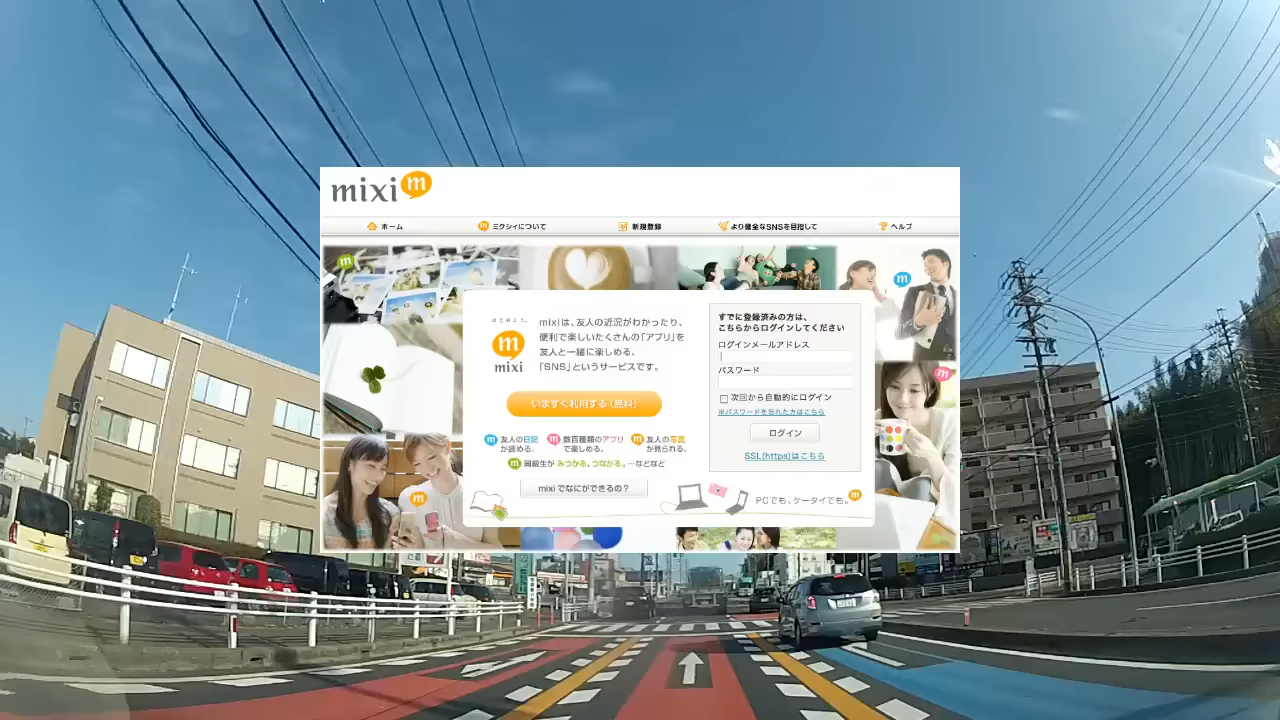 mixi m
ホーム
ミクシィについて
新規登録
より健全なSNSを目指して
ヘルプ
はじめよう。
mixi
mixiは、友人の近況がわかったり、
便利で楽しいたくさんの「アプリ」を
友人と一緒に楽しめる、
「SNS」というサービスです。
いますぐ利用する(無料)
友人の日記
が読める。
数百種類のアプリ
で楽しめる。
友人の写真
が見られる。
同級生が みつかる。つながる。…などなど
mixi でなにができるの?
すでに登録済みの方は、
こちらからログインしてください
ログインメールアドレス
パスワード
次回から自動的にログイン
※パスワードを忘れた方はこちら
ログイン
SSL(https)はこちら
PCでも、ケータイでも。